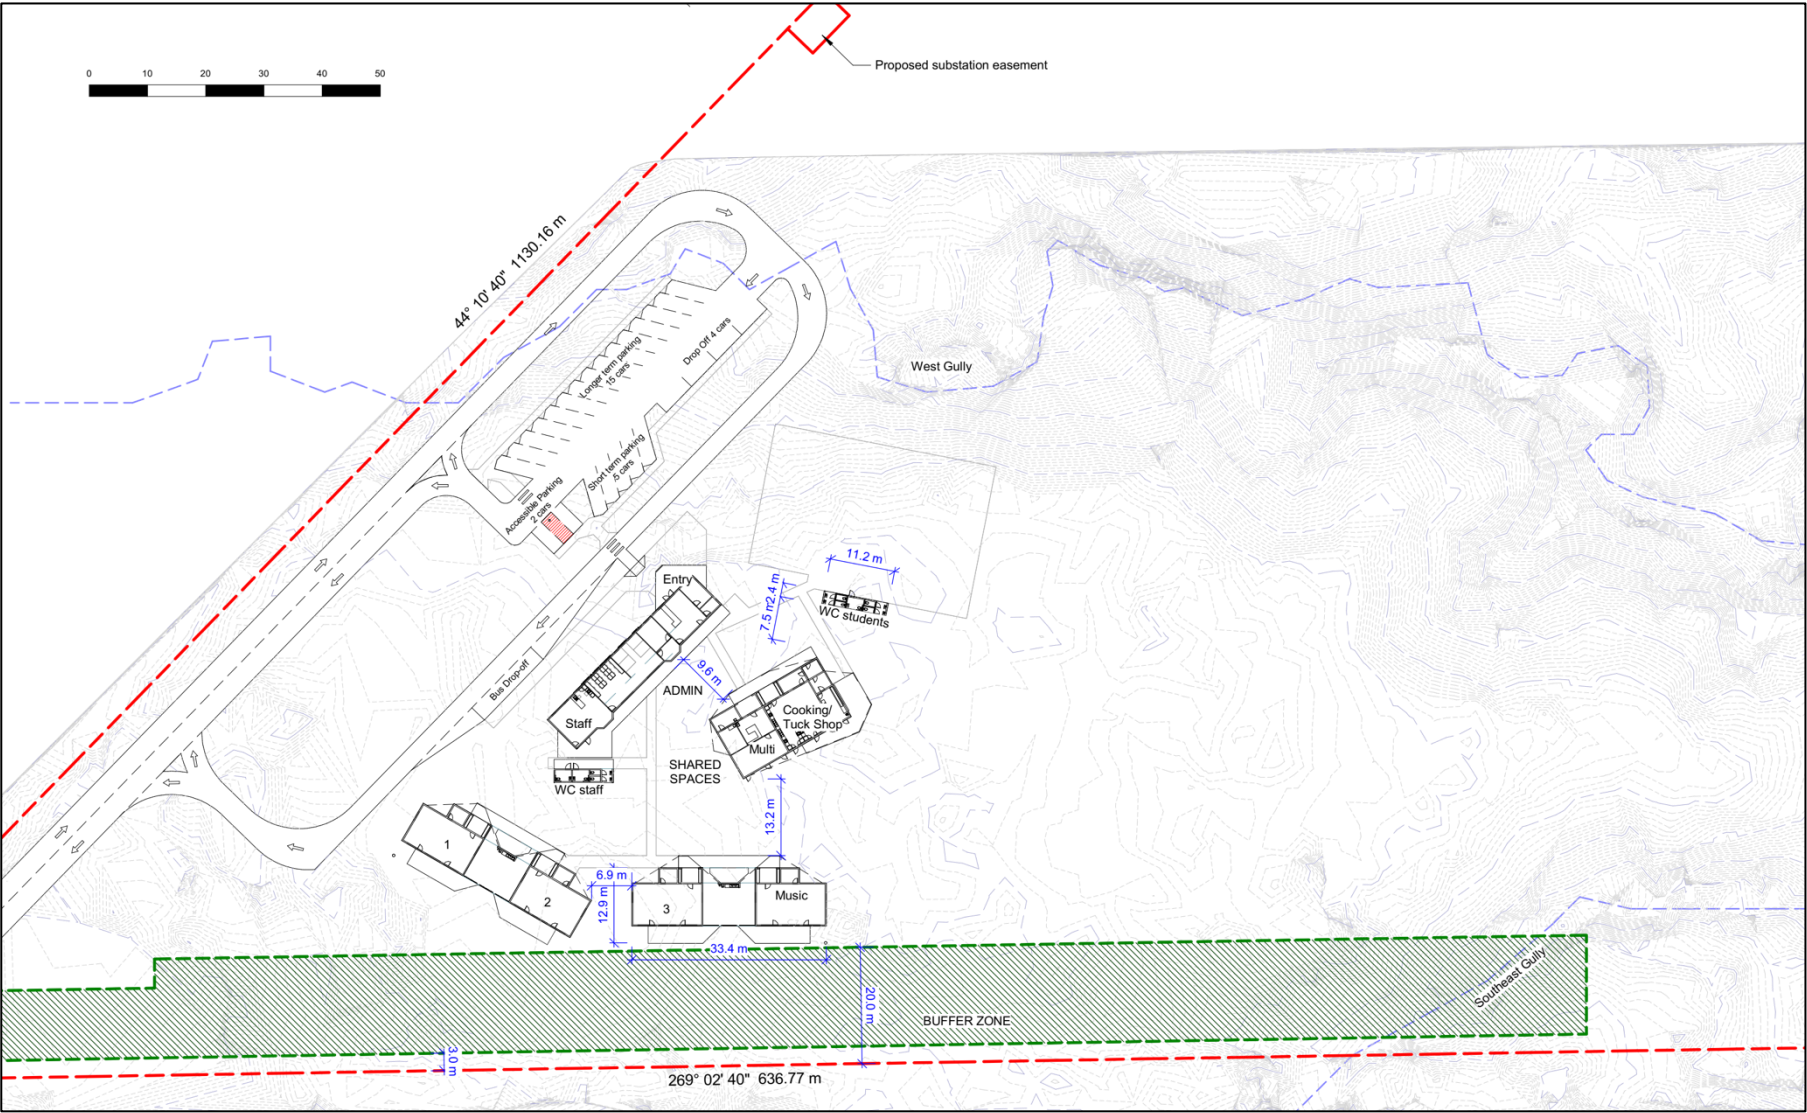 0 10 20 30 40 50
Proposed substation easement
44° 10' 40" 1130.16 m
Longer term parking
15 cars
Drop Off 4 cars
West Gully
Short term parking
5 cars
Accessible Parking
2 cars
11.2 m
2.4 m
7.5 m
Entry
WC students
9.6 m
Bus Drop-off
ADMIN
Staff
Cooking/
Tuck Shop
Multi
SHARED
SPACES
WC staff
13.2 m
1
6.9 m
2
12.9 m
3
Music
33.4 m
Southeast Gully
20.0 m
BUFFER ZONE
3.0 m
269° 02' 40" 636.77 m